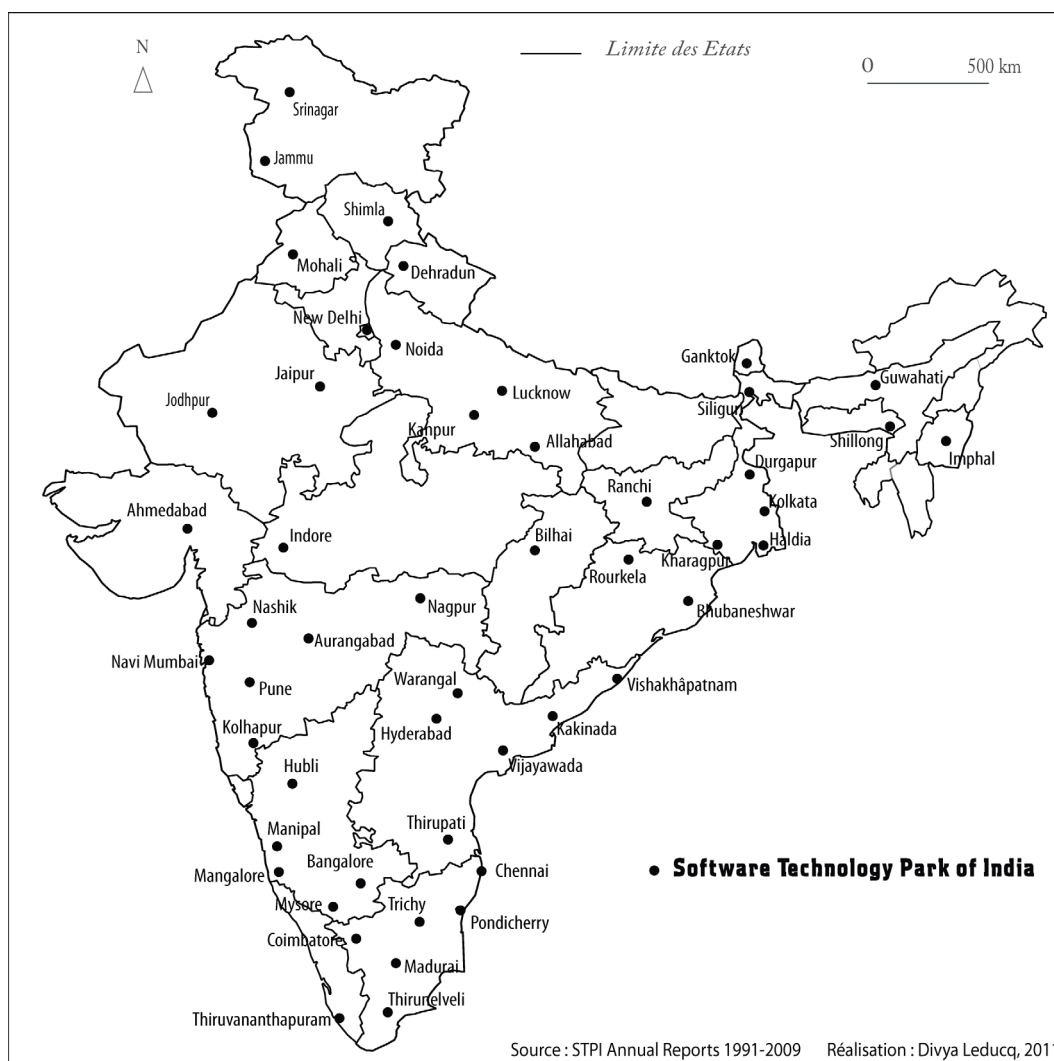 N
Limite des Etats
O 500 km
Srinagar
Jammu
Shimla
Mohali
Dehradun
New Delhi
Noida
Ganktok
Jaipur
Lucknow
Guwahati
Jodhpur
Siliguri
Kanpur
Allahabad
Shillong
Imphal
Durgapur
Ranchi
Kolkata
Ahmedabad
Indore
Bilhai
Haldia
Kharagpur
Rourkela
Nagpur
Nashik
Bhubaneshwar
Aurangabad
Navi Mumbai
Warangal
Vishakhâpatnam
Pune
Kolhapur
Hyderabad
Kakinada
Vijayawada
Hubli
Thirupati
Manipal
Bangalore
Chennai
Software Technology Park of India
Mangalore
Mysore
Trichy
Pondicherry
Coimbatore
Madurai
Thirunelveli
Thiruvananthapuram
Source : STPI Annual Reports 1991-2009 Réalisation : Divya Leducq, 2011